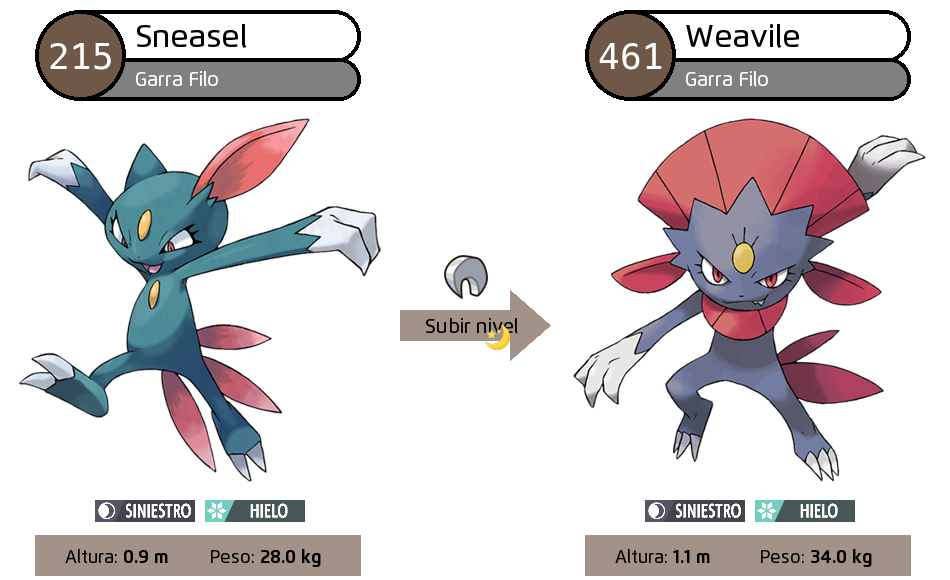 215
Sneasel
Garra Filo
461
Weavile
Garra Filo
Subir nivel
SINIESTRO
HIELO
SINIESTRO
HIELO
Altura: 0.9 m
Peso: 28.0 kg
Altura: 1.1 m
Peso: 34.0 kg